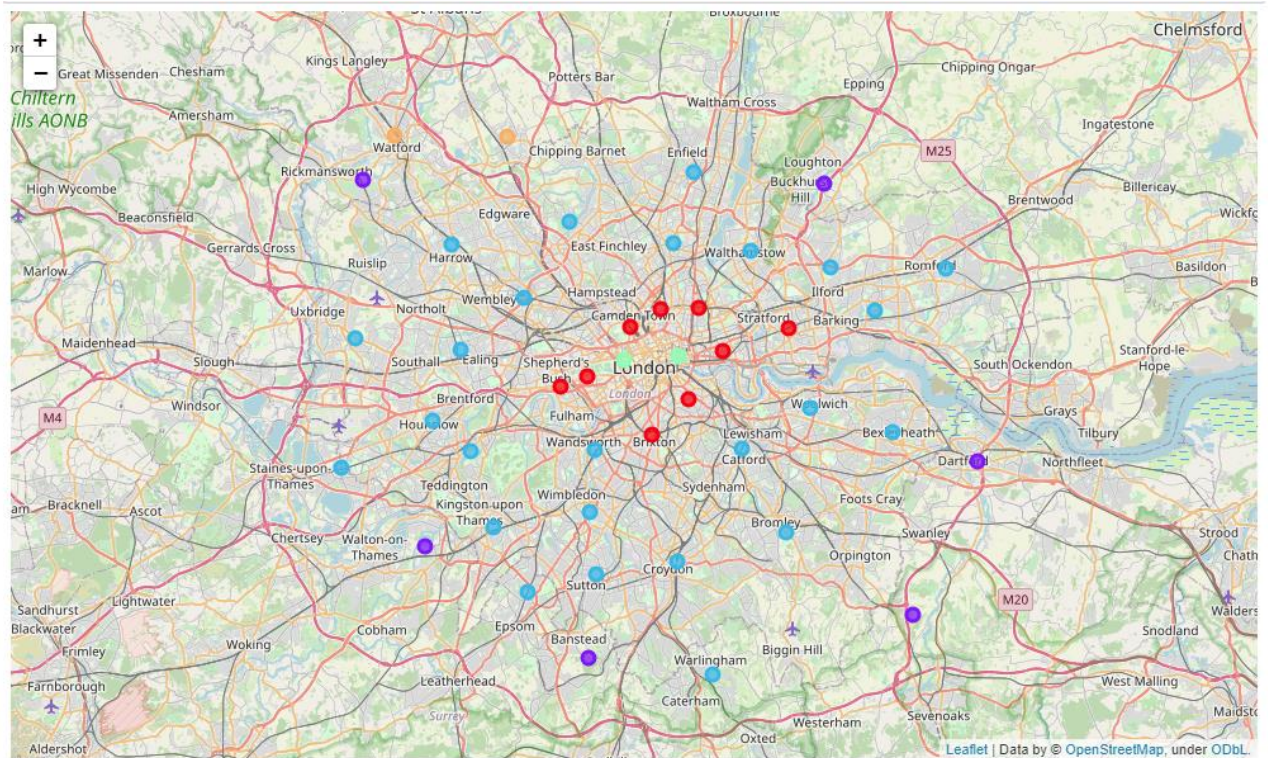 St Albans
Broxbourne
Chelmsford
+
−
Kings Langley
Great Missenden
Chesham
Potters Bar
Epping
Chipping Ongar
Chiltern
ills AONB
Amersham
Waltham Cross
Ingatestone
Watford
Chipping Barnet
Enfield
M25
Loughton
Rickmansworth
Buckhurst
Hill
High Wycombe
Billericay
Brentwood
Beaconsfield
Edgware
Wickfo
Gerrards Cross
East Finchley
Walthamstow
Harrow
Ruislip
Romford
Marlow
Basildon
Wembley
Hampstead
Ilford
Uxbridge
Northolt
Camden Town
Stratford
Barking
Maidenhead
Slough
Southall
Ealing
Shepherd's
Bush
London
South Ockendon
Stanford-le-
Hope
Windsor
Brentford
London
M4
Fulham
Woolwich
Grays
Hounslow
Tilbury
Wandsworth
Brixton
Lewisham
Bexleyheath
Staines-upon-
Thames
Catford
Dartford
Northfleet
Teddington
Sydenham
Wimbledon
Foots Cray
Bracknell
Ascot
Kingston upon
Thames
Bromley
Swanley
Strood
Chertsey
Walton-on-
Thames
Orpington
Chath
Croydon
Sutton
Lightwater
M20
Sandhurst
Blackwater
Walders
Epsom
Cobham
Snodland
Woking
Banstead
Biggin Hill
Frimley
Warlingham
Leatherhead
West Malling
Farnborough
Caterham
Surrey
Sevenoaks
Maidsto
Westerham
Oxted
Aldershot
Leaflet | Data by © OpenStreetMap, under ODbL.